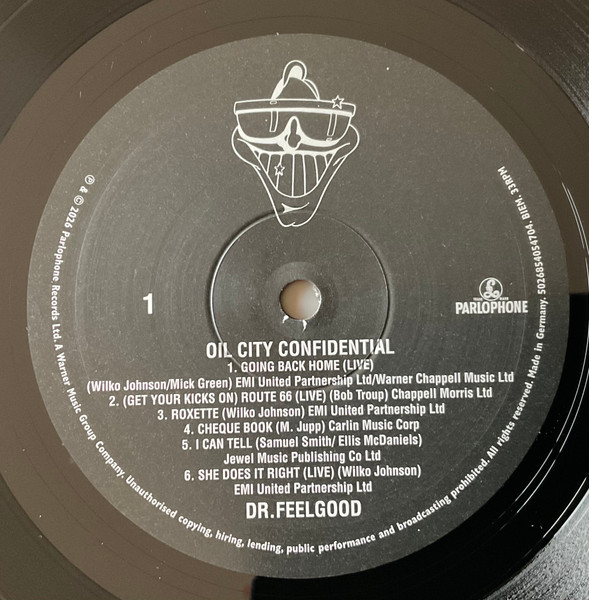 1
PARLOPHONE
OIL CITY CONFIDENTIAL
1. GOING BACK HOME (LIVE)
(Wilko Johnson/Mick Green) EMI United Partnership Ltd/Warner Chappell Music Ltd
2. (GET YOUR KICKS ON) ROUTE 66 (LIVE) (Bob Troup) Chappell Morris Ltd
3. ROXETTE (Wilko Johnson) EMI United Partnership Ltd
4. CHEQUE BOOK (M. Jupp) Carlin Music Corp
5. I CAN TELL (Samuel Smith/ Ellis McDaniels)
Jewel Music Publishing Co Ltd
6. SHE DOES IT RIGHT (LIVE) (Wilko Johnson)
EMI United Partnership Ltd
DR.FEELGOOD
℗ & © 2026 Parlophone Records Ltd. A Warner Music Group Company. Unauthorised copying, hiring, lending, public performance and broadcasting prohibited. All rights reserved. Made in Germany. 5026854054704. BIEM. 33RPM